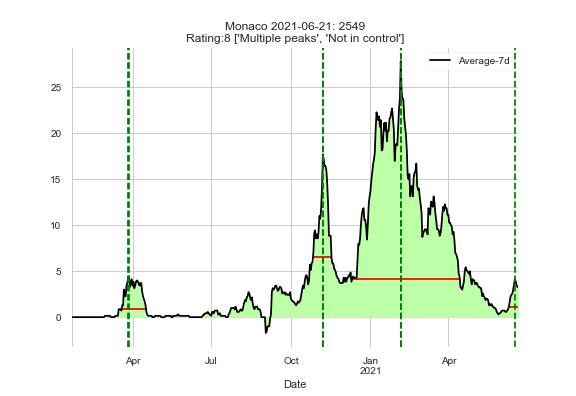 Monaco 2021-06-21: 2549
Rating:8 ['Multiple peaks', 'Not in control']
Average-7d
25
20
15
10
5
0
Apr
Jul
Oct
Jan
2021
Apr
Date